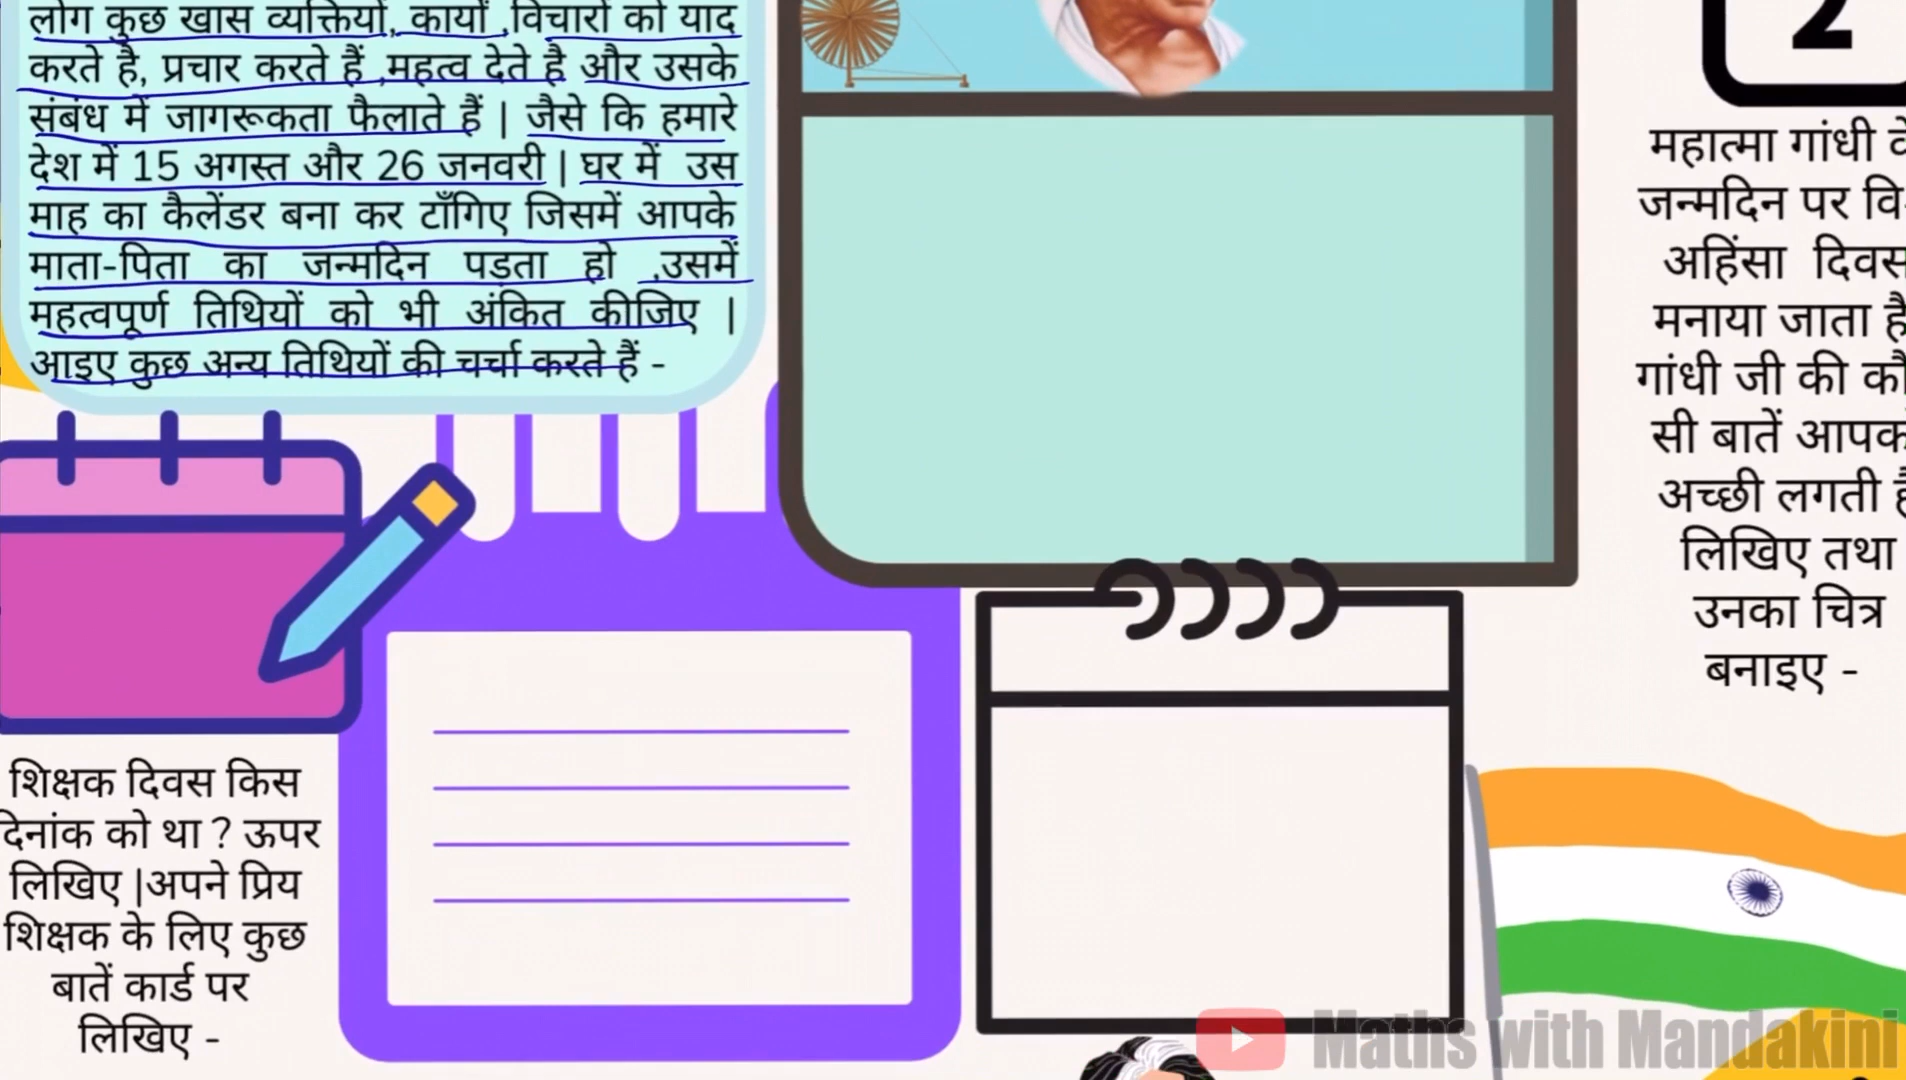 लोग कुछ खास व्यक्तियों, कार्यों ,विचारों को याद
करते है, प्रचार करते हैं ,महत्व देते है और उसके
संबंध में जागरूकता फैलाते हैं | जैसे कि हमारे
देश में 15 अगस्त और 26 जनवरी | घर में उस
माह का कैलेंडर बना कर टाँगिए जिसमें आपके
माता-पिता का जन्मदिन पड़ता हो ,उसमें
महत्वपूर्ण तिथियों को भी अंकित कीजिए |
आइए कुछ अन्य तिथियों की चर्चा करते हैं -
शिक्षक दिवस किस
दिनांक को था ? ऊपर
लिखिए |अपने प्रिय
शिक्षक के लिए कुछ
बातें कार्ड पर
लिखिए -
2
महात्मा गांधी
जन्मदिन पर
अहिंसा दिवस
मनाया जाता
गांधी जी की
सी बातें
अच्छी लगती
लिखिए तथा
उनका चित्र
बनाइए -
Maths with Mandakini